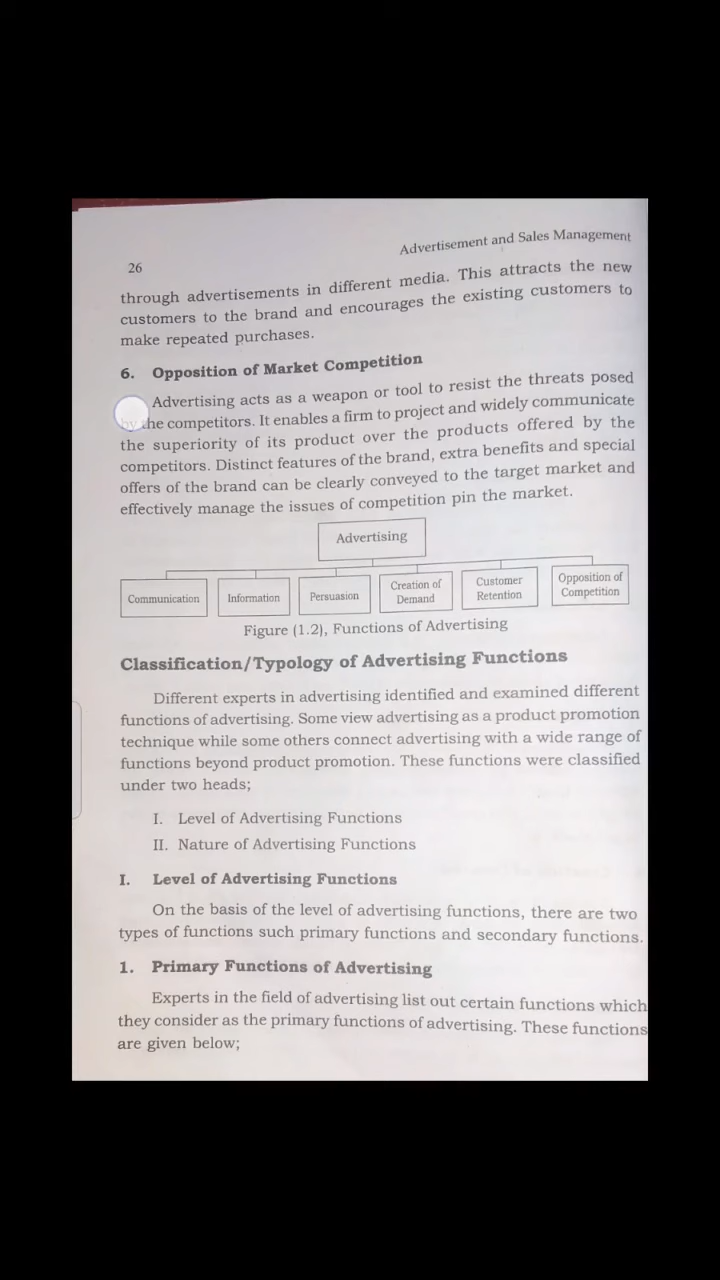 26
Advertisement and Sales Management
through advertisements in different media. This attracts the new
customers to the brand and encourages the existing customers to
make repeated purchases.
6. Opposition of Market Competition
Advertising acts as a weapon or tool to resist the threats posed
by the competitors. It enables a firm to project and widely communicate
the superiority of its product over the products offered by the
competitors. Distinct features of the brand, extra benefits and special
offers of the brand can be clearly conveyed to the target market and
effectively manage the issues of competition pin the market.
Advertising
Communication
Information
Persuasion
Creation of
Demand
Customer
Retention
Opposition of
Competition
Figure (1.2), Functions of Advertising
Classification/Typology of Advertising Functions
Different experts in advertising identified and examined different
functions of advertising. Some view advertising as a product promotion
technique while some others connect advertising with a wide range of
functions beyond product promotion. These functions were classified
under two heads;
I. Level of Advertising Functions
II. Nature of Advertising Functions
I. Level of Advertising Functions
On the basis of the level of advertising functions, there are two
types of functions such primary functions and secondary functions.
1. Primary Functions of Advertising
Experts in the field of advertising list out certain functions which
they consider as the primary functions of advertising. These functions
are given below;